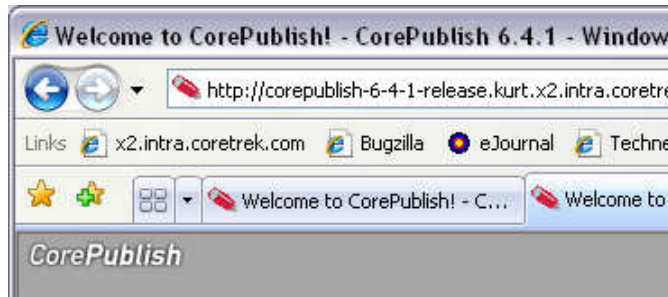 Welcome to CorePublish! - CorePublish 6.4.1 - Window
http://corepublish-6-4-1-release.kurt.x2.intra.coretre
Links x2.intra.coretrek.com Bugzilla eJournal Techne
Welcome to CorePublish! - C... Welcome to
CorePublish